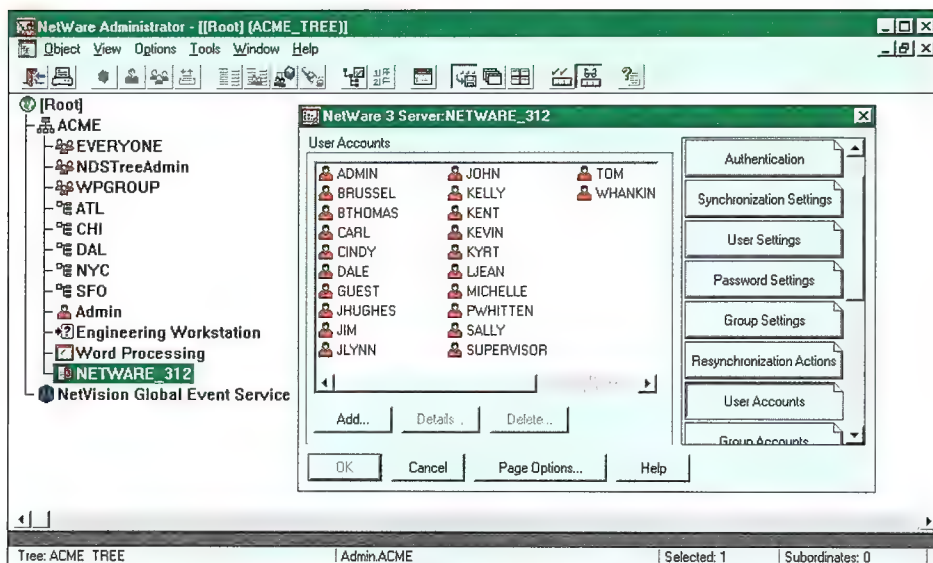 NetWare Administrator - [[Root] (ACME_TREE)]
Object View Options Tools Window Help
[Root]
ACME
EVERYONE
NDSTreeAdmin
WPGROUP
ATL
CHI
DAL
NYC
SFO
Admin
Engineering Workstation
Word Processing
NETWARE_312
NetVision Global Event Service
NetWare 3 Server:NETWARE_312
User Accounts
ADMIN
BRUSSEL
BTHOMAS
CARL
CINDY
DALE
GUEST
JHUGHES
JIM
JLYNN
JOHN
KELLY
KENT
KEVIN
KYRT
LJEAN
MICHELLE
PWHITTEN
SALLY
SUPERVISOR
TOM
WHANKIN
Add... Details .. Delete ..
OK Cancel Page Options... Help
Authentication
Synchronization Settings
User Settings
Password Settings
Group Settings
Resynchronization Actions
User Accounts
Group Accounts
Tree: ACME_TREE Admin.ACME Selected: 1 Subordinates: 0